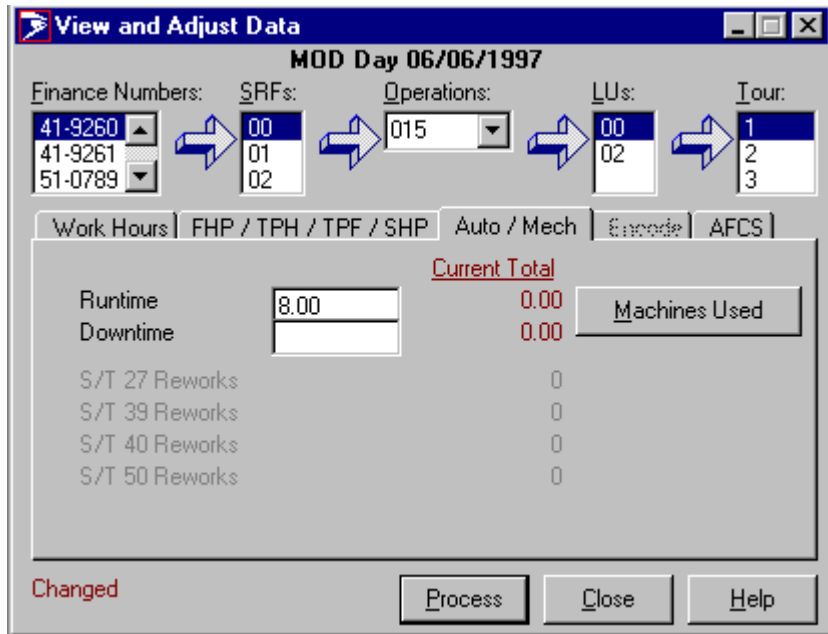 View and Adjust Data
MOD Day 06/06/1997
Finance Numbers: SRFs: Operations: LUs: Tour:
41-9260 00 015 00 1
41-9261 01 02 2
51-0789 02 3
Work Hours FHP / TPH / TPF / SHP Auto / Mech Encode AFCS
Current Total
Runtime 8.00 0.00 Machines Used
Downtime 0.00
S/T 27 Reworks 0
S/T 39 Reworks 0
S/T 40 Reworks 0
S/T 50 Reworks 0
Changed Process Close Help